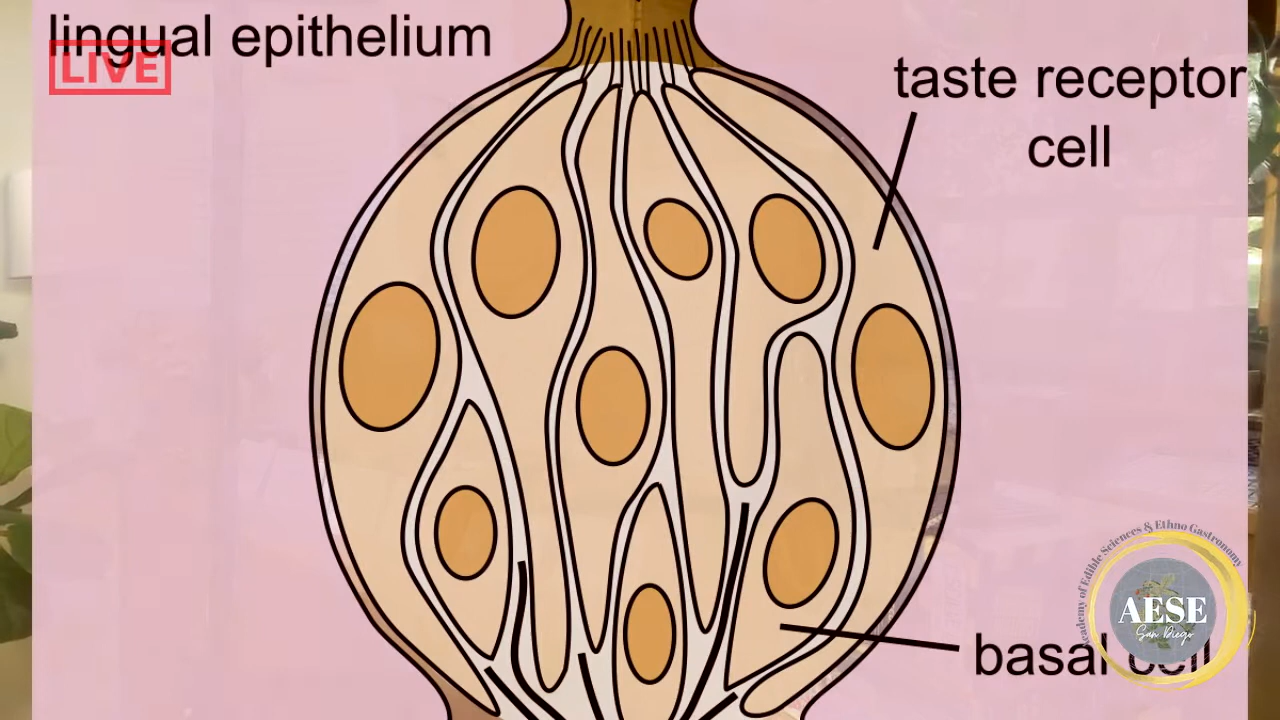 lingual epithelium
LIVE
taste receptor
cell
Academy of Edible Sciences & Ethno Gastronomy
AESE
San Diego
basal cell